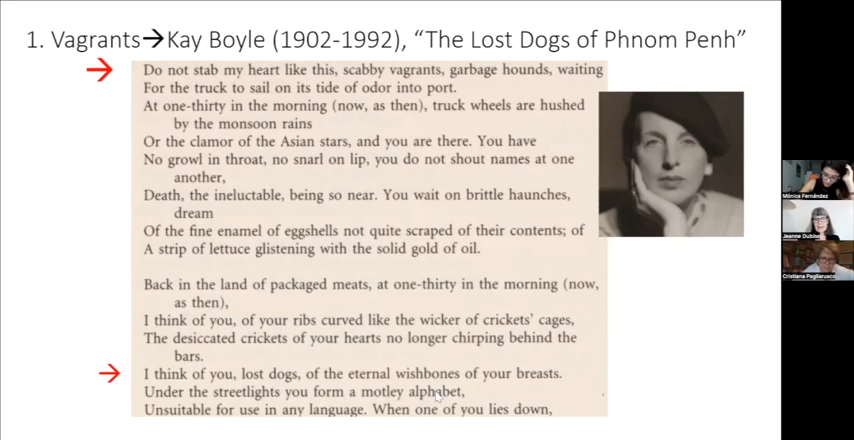 1. Vagrants→Kay Boyle (1902-1992), “The Lost Dogs of Phnom Penh”
Do not stab my heart like this, scabby vagrants, garbage hounds, waiting
For the truck to sail on its tide of odor into port.
At one-thirty in the morning (now, as then), truck wheels are hushed
by the monsoon rains
Or the clamor of the Asian stars, and you are there. You have
No growl in throat, no snarl on lip, you do not shout names at one
another,
Death, the ineluctable, being so near. You wait on brittle haunches,
dream
Of the fine enamel of eggshells not quite scraped of their contents; of
A strip of lettuce glistening with the solid gold of oil.
Back in the land of packaged meats, at one-thirty in the morning (now,
as then),
I think of you, of your ribs curved like the wicker of crickets’ cages,
The desiccated crickets of your hearts no longer chirping behind the
bars.
I think of you, lost dogs, of the eternal wishbones of your breasts.
Under the streetlights you form a motley alphabet,
Unsuitable for use in any language. When one of you lies down,
Mónica Fernández
Jeanne Dubino
Cristiana Pagliarusco